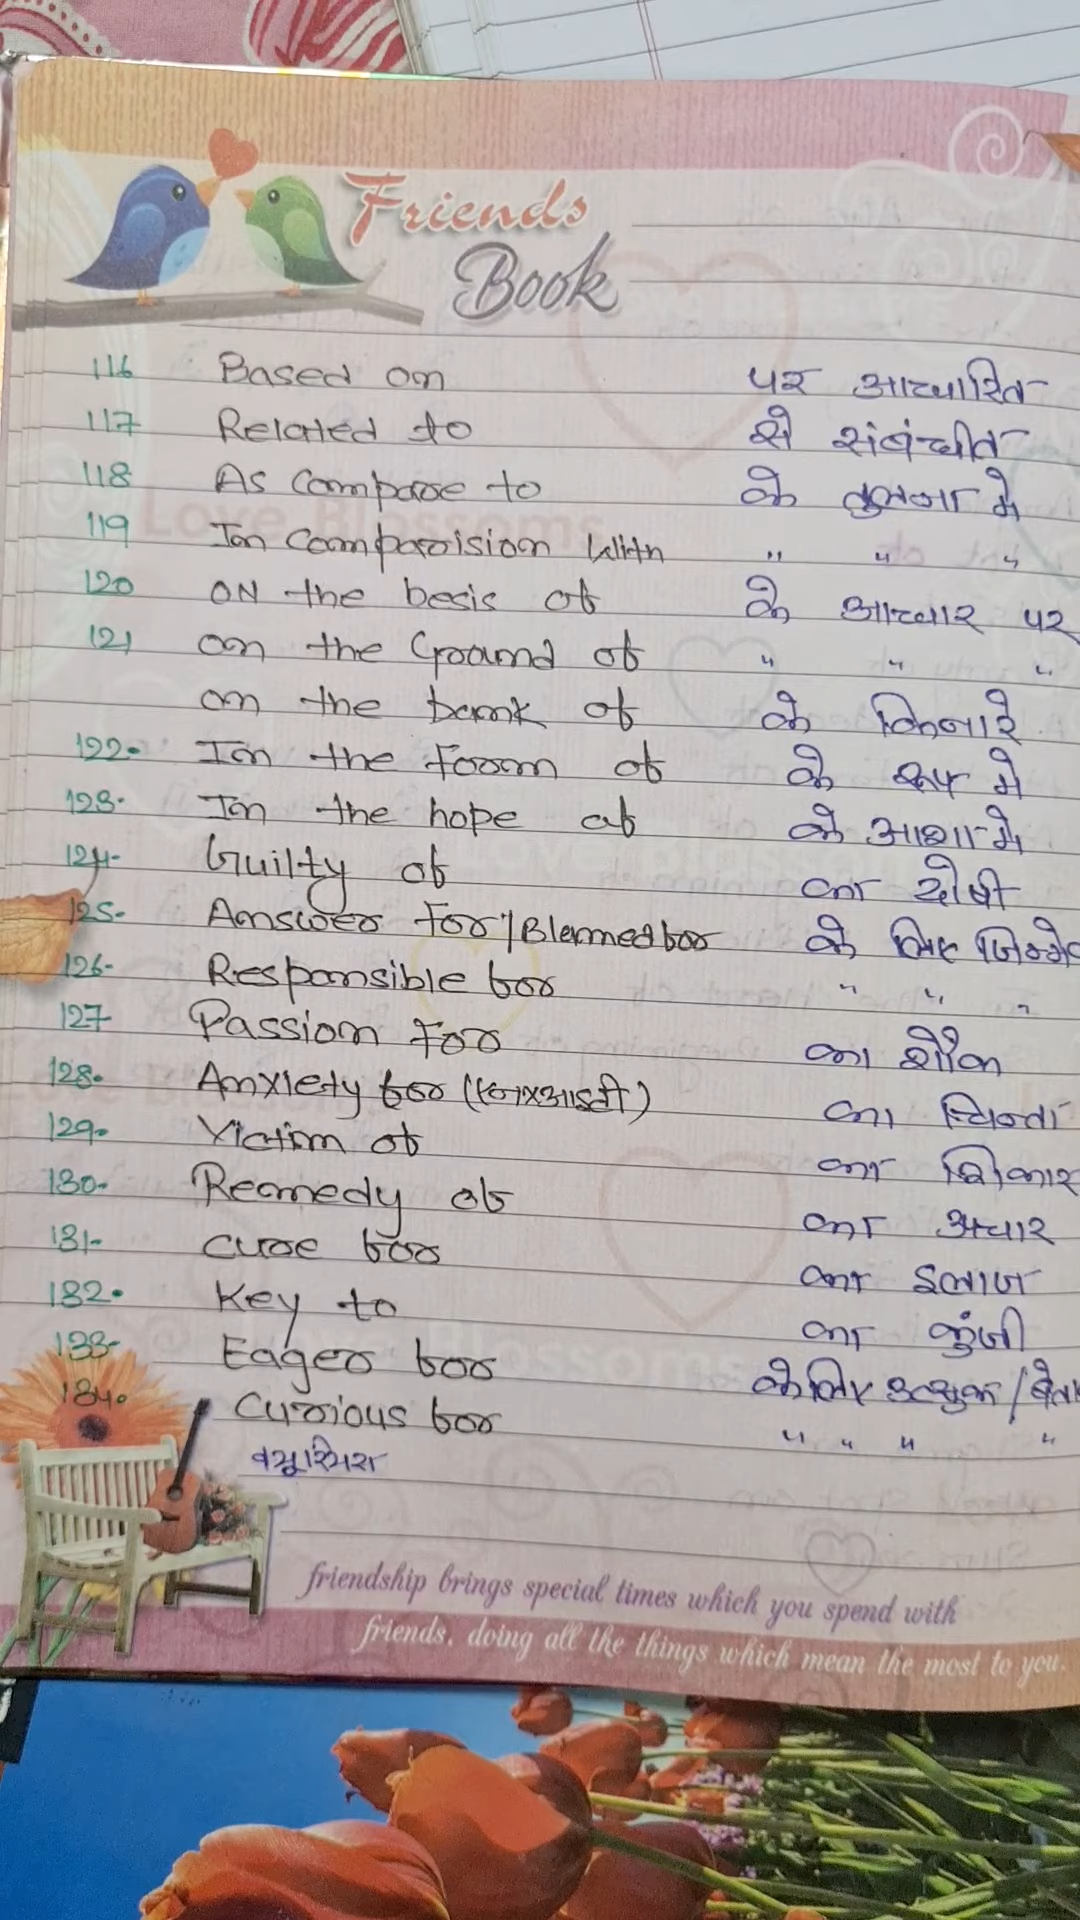 Friends
Book
116 Based on पर आधारित
117 Related to से संबंधीत
118 As Compare to के तुलना मे
119 In Comparision With " " "
120 ON the besis of के आधार पर
121 on the Ground of " " "
on the bank of के किनारे
122. In the Form of के रूप मे
123. In the hope of के आशा मे
124- Guilty of का दोषी
125- Answer For/Blemed for के लिए जिम्मे
126- Responsible for " " "
127 Passion For का शौक
128. Anxiety for का चिन्ता
129. Victim of का शिकार
130. Remedy of का
131- Cure for का इलाज
132. Key to का कुंजी
133- Eager for के लिए उत्सुक/बेता
134. Curious for " " " "
क्यूरियस
friendship brings special times which you spend with
friends. doing all the things which mean the most to you.